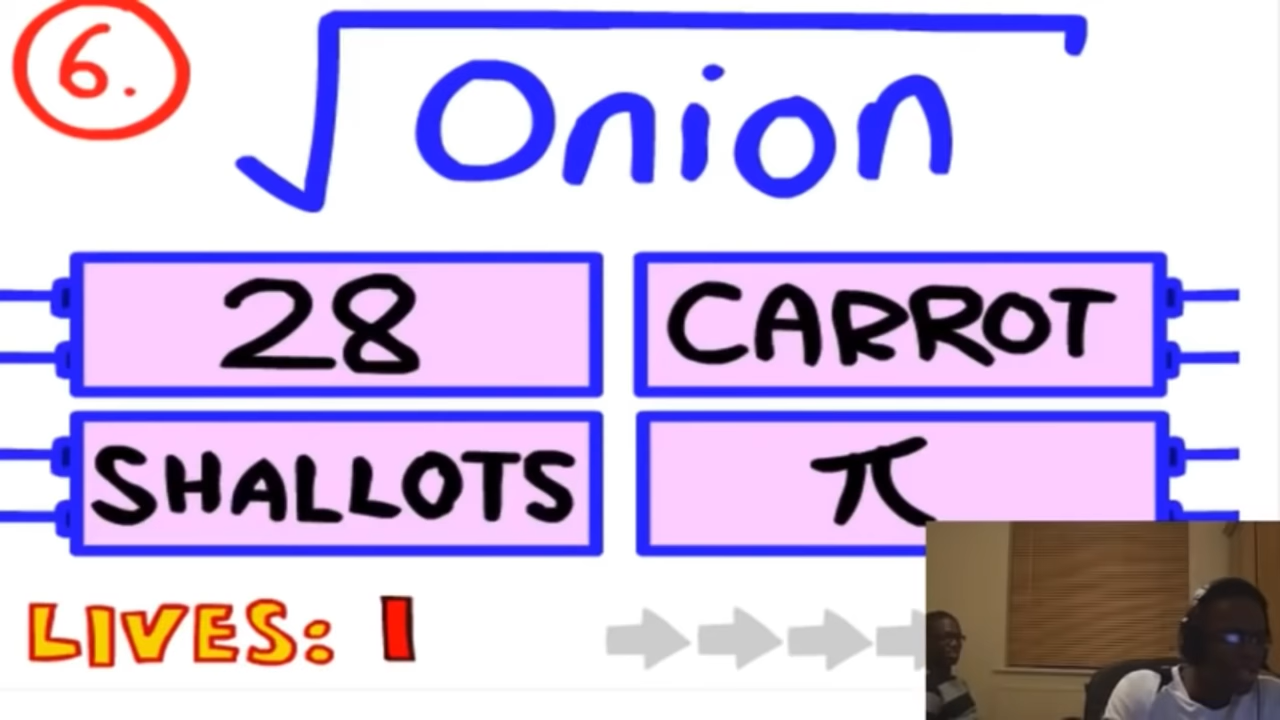 6.
√Onion
28
CARROT
SHALLOTS
π
LIVES: 1